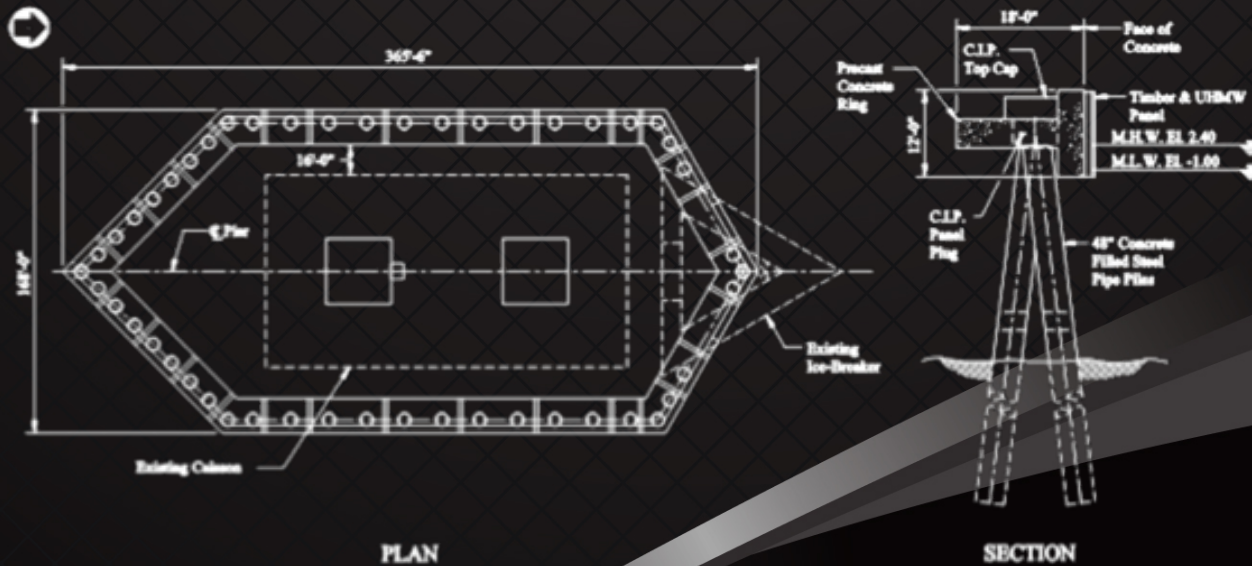 365'-6"
16'-0"
℄ Pier
168'-0"
Existing
Ice-Breaker
Existing Caisson
PLAN
18'-0"
Face of
Concrete
C.I.P.
Top Cap
Precast
Concrete
Ring
Timber & UHMW
Panel
12'-0"
M.H.W. El. 2.40
M.L.W. El. -1.00
C.I.P.
Panel
Plug
48" Concrete
Filled Steel
Pipe Piles
SECTION